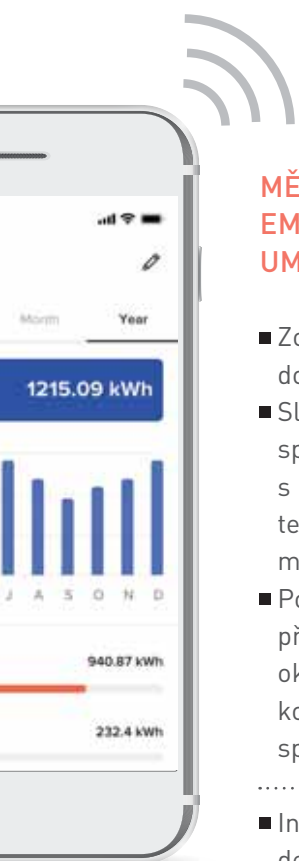 Month Year
1215.09 kWh
J A S O N D
940.87 kWh
232.4 kWh
MĚ
EM
UM
■ Zo
do
■ Sl
sp
s
te
m
■ Po
př
ok
ko
sp
■ In
do